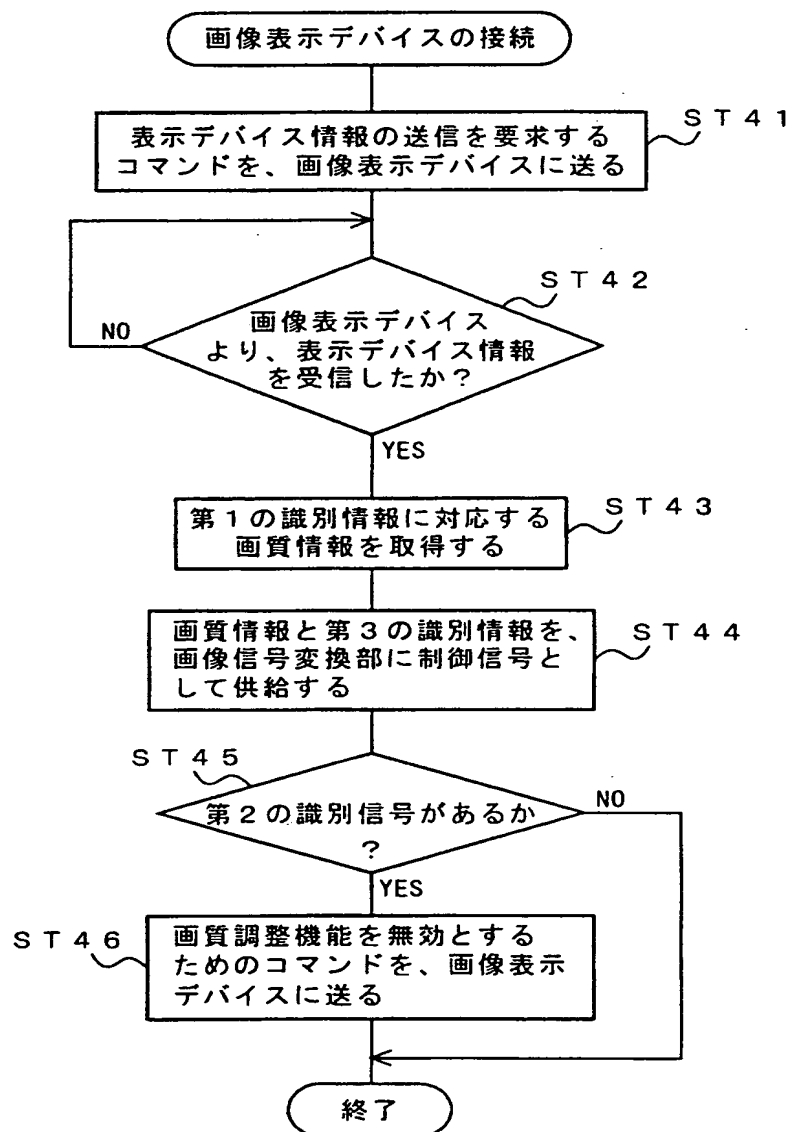 画像表示デバイスの接続
ST41
表示デバイス情報の送信を要求する
コマンドを、画像表示デバイスに送る
ST42
画像表示デバイス
より、表示デバイス情報
を受信したか?
NO
YES
ST43
第1の識別情報に対応する
画質情報を取得する
ST44
画質情報と第3の識別情報を、
画像信号変換部に制御信号と
して供給する
ST45
第2の識別信号があるか
?
NO
YES
ST46
画質調整機能を無効とする
ためのコマンドを、画像表示
デバイスに送る
終了